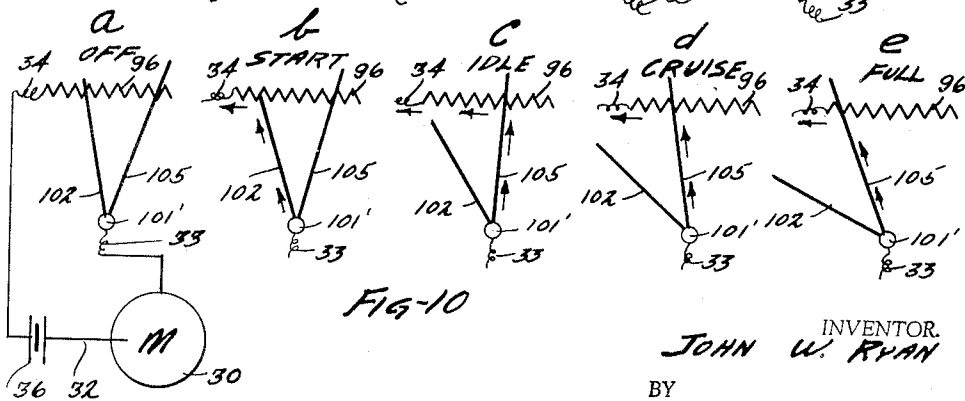 33
a b c d e
OFF START IDLE CRUISE FULL
34 96 34 96 34 96 34 96 34 96
102 105 102 105 102 105 102 105 102 105
101' 101' 101' 101' 101'
33 33 33 33 33
M
36 32 30
FIG-10
INVENTOR.
JOHN W. RYAN
BY